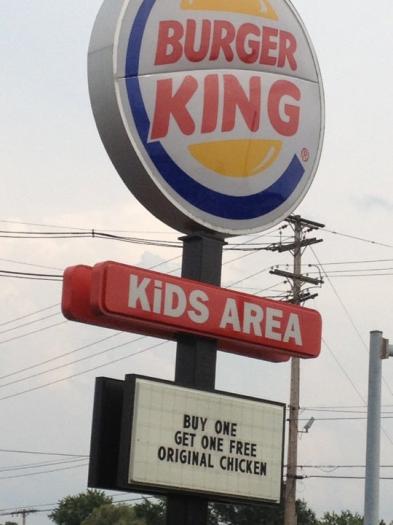 BURGER
KING
®
KiDS AREA
BUY ONE
GET ONE FREE
ORIGINAL CHICKEN